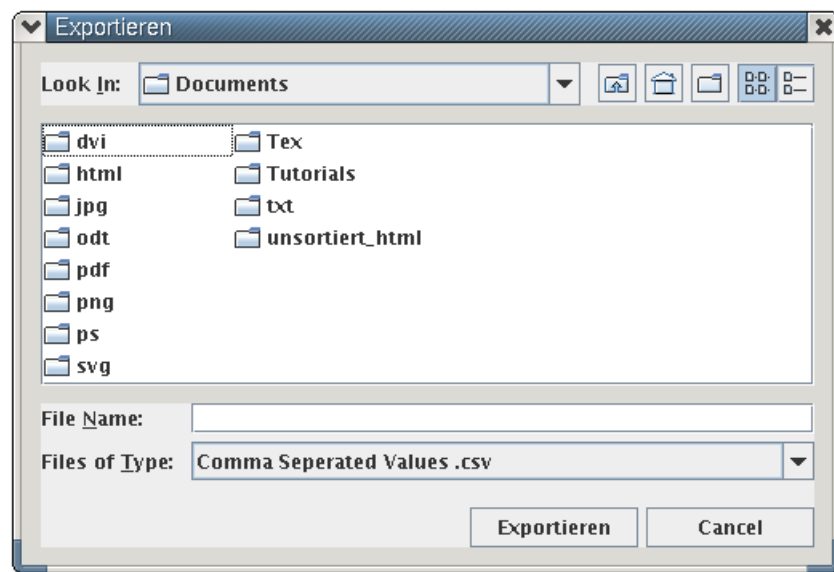 Exportieren
Look In: Documents
dvi Tex
html Tutorials
jpg txt
odt unsortiert_html
pdf
png
ps
svg
File Name:
Files of Type: Comma Seperated Values .csv
Exportieren Cancel